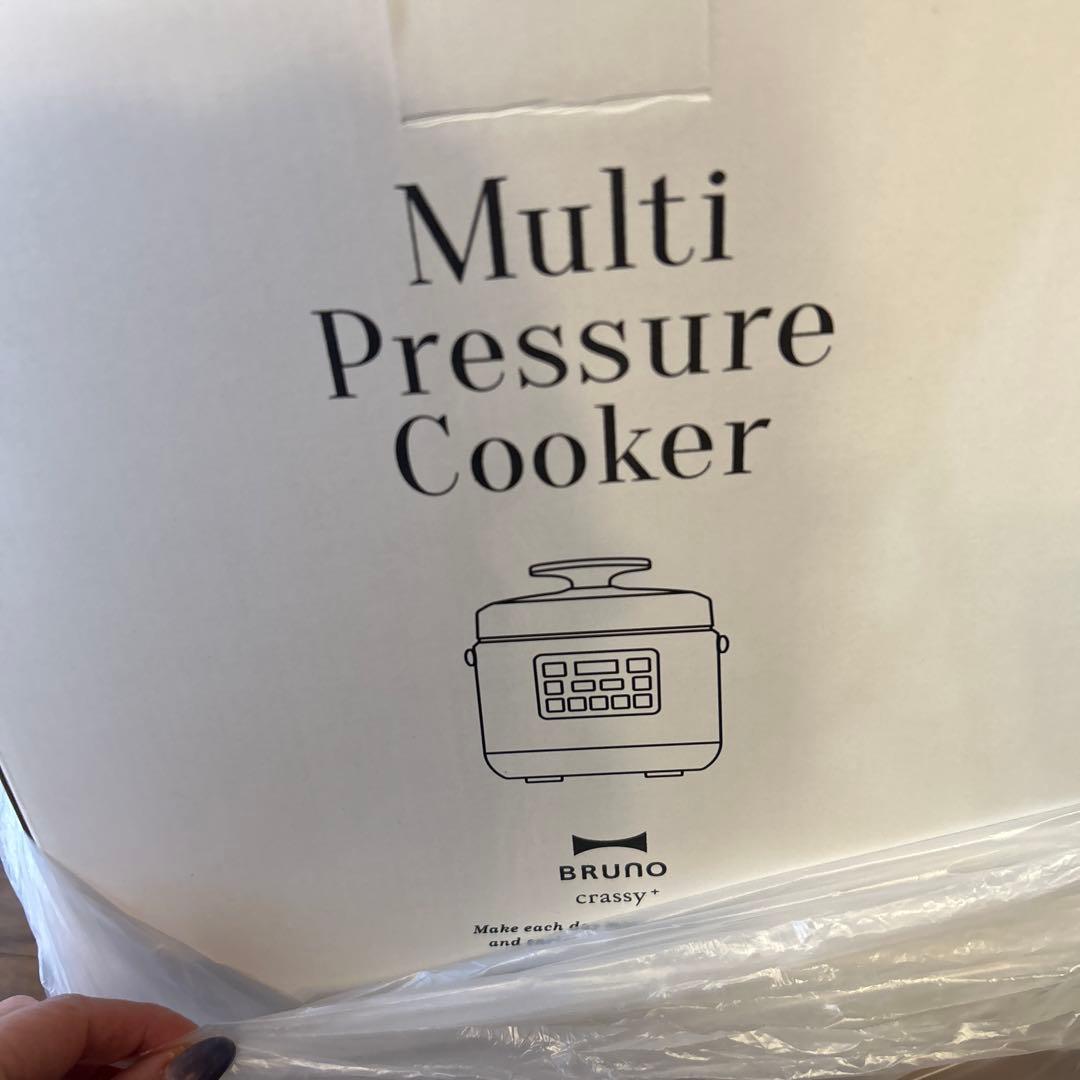 Multi
Pressure
Cooker
BRUNO
crassy+
Make each
and